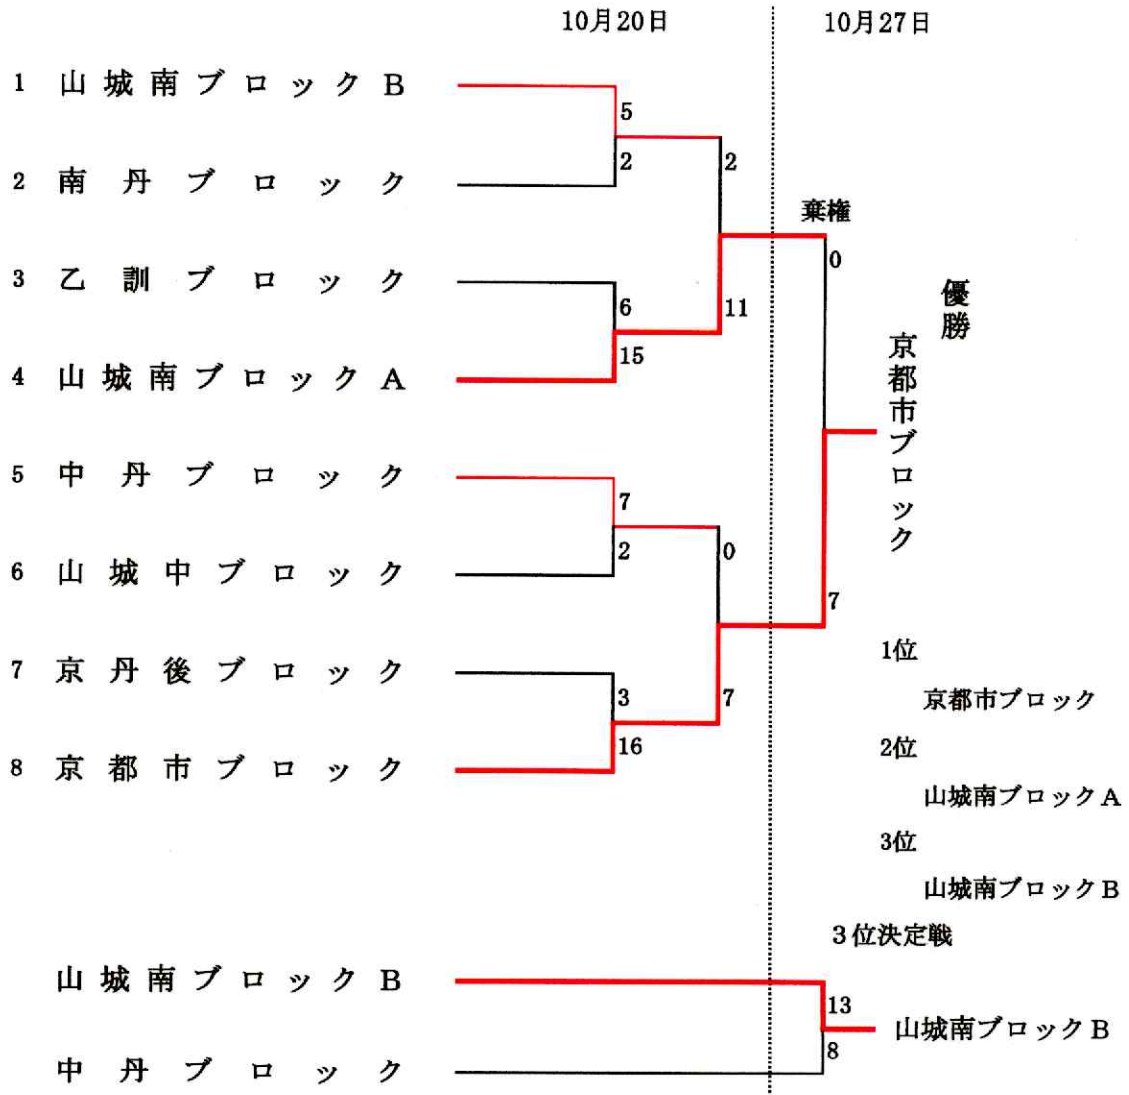 10月20日
10月27日
1 山城南ブロックB
5
2
2 南丹ブロック
2
棄権
0
3 乙訓ブロック
6
11
15
4 山城南ブロックA
優勝
京都市ブロック
5 中丹ブロック
7
2
0
6 山城中ブロック
7
7 京丹後ブロック
3
7
16
8 京都市ブロック
1位
京都市ブロック
2位
山城南ブロックA
3位
山城南ブロックB
3位決定戦
山城南ブロックB
13
8
山城南ブロックB
中丹ブロック